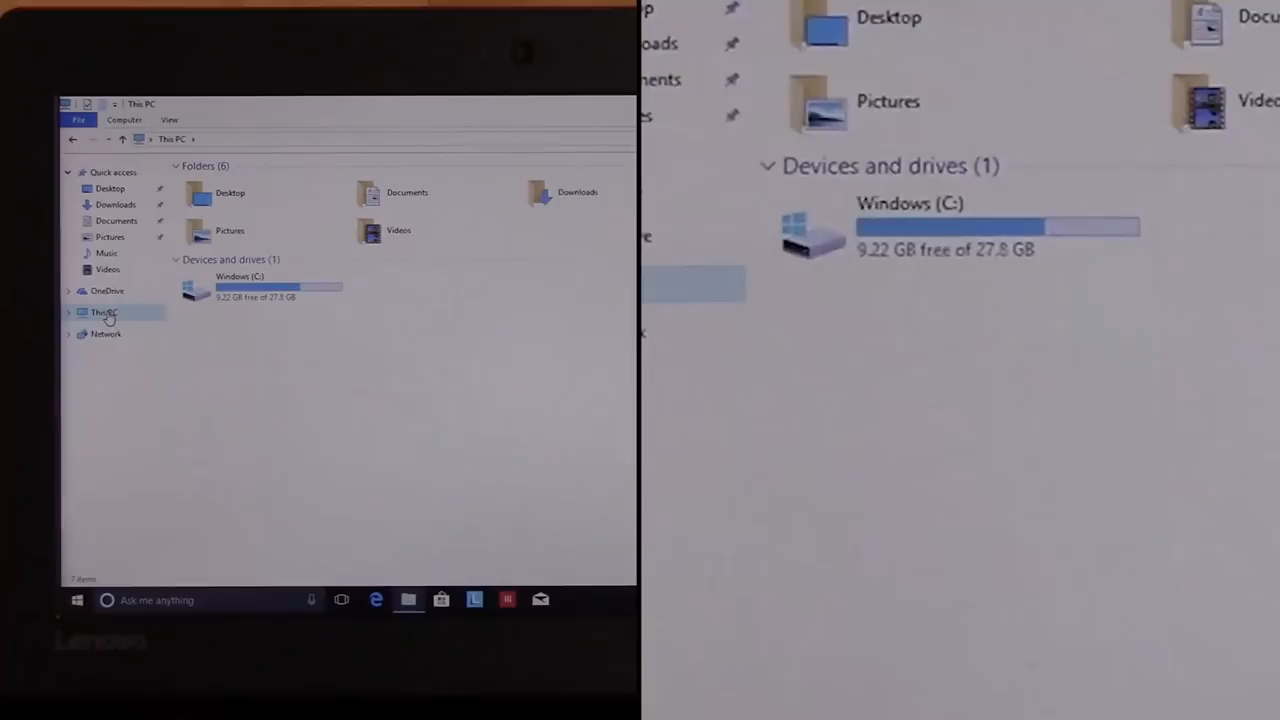 This PC
File Computer View
This PC
Quick access
Desktop
Downloads
Documents
Pictures
Music
Videos
OneDrive
This PC
Network
Folders (6)
Desktop Documents Downloads
Pictures Videos
Devices and drives (1)
Windows (C:)
9.22 GB free of 27.8 GB
7 items
Ask me anything
Lenovo
Desktop
Docu
Pictures
Video
Devices and drives (1)
Windows (C:)
9.22 GB free of 27.8 GB
oads
ments